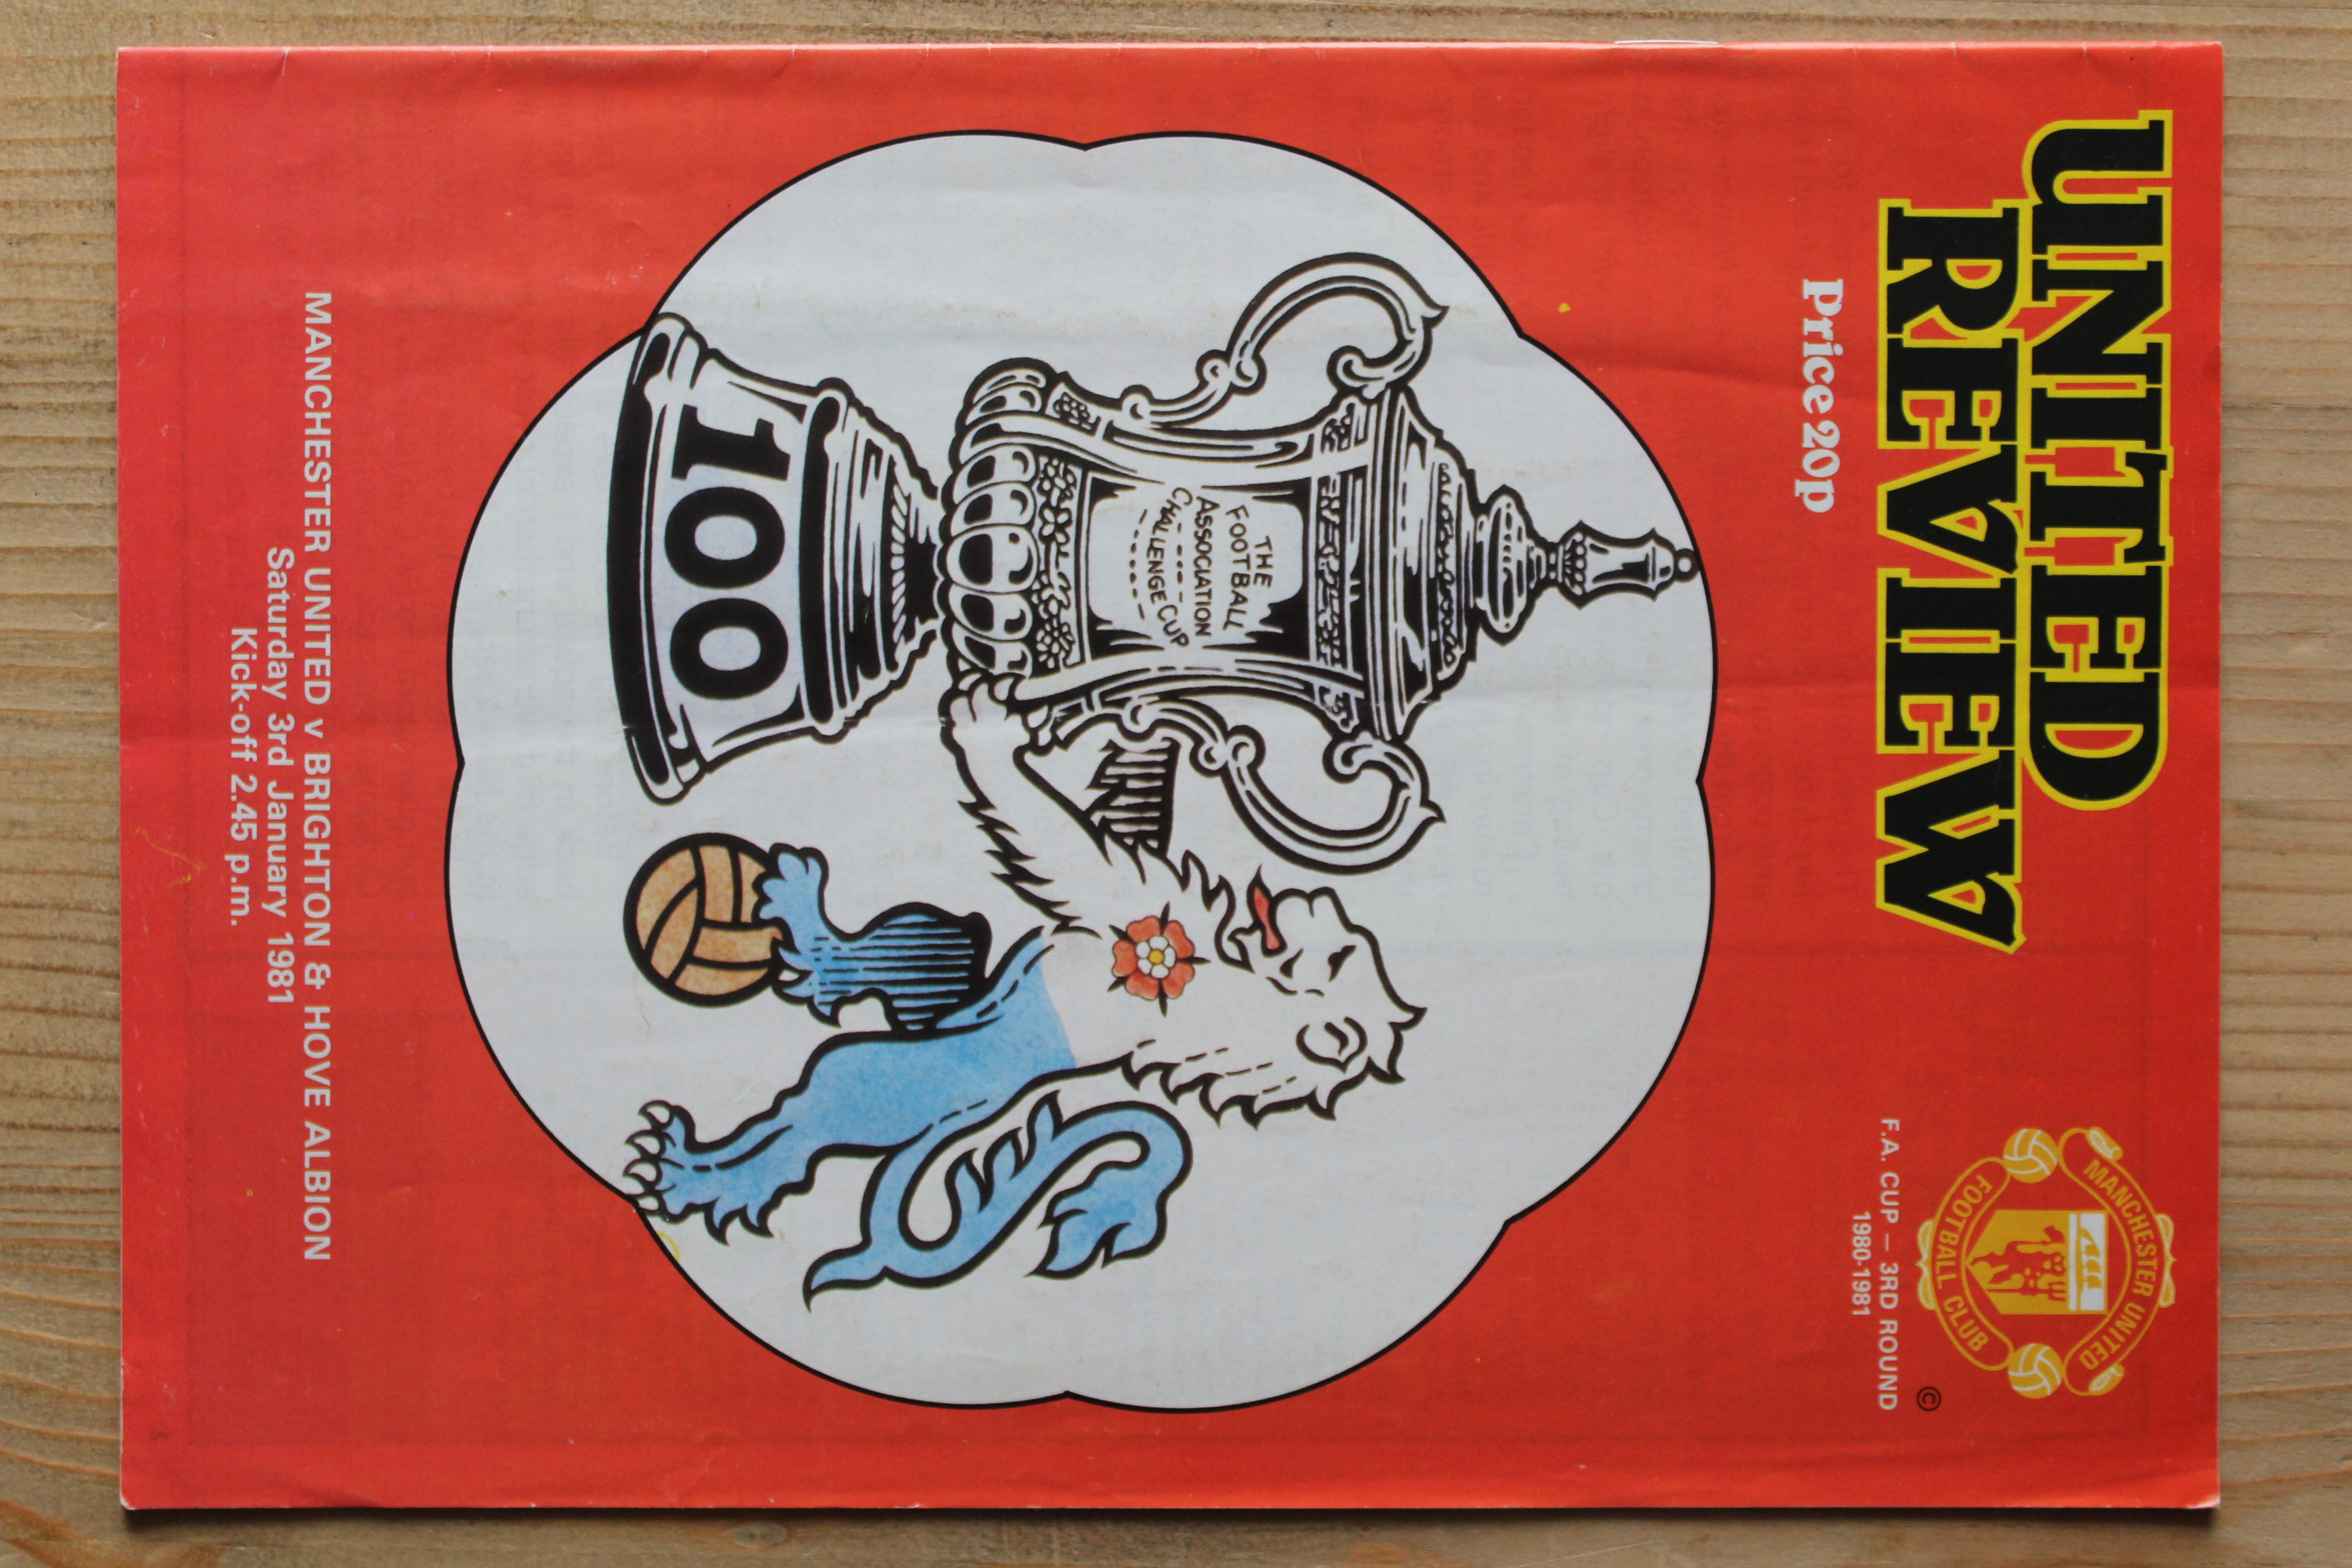 UNITED
REVIEW
Price 20p
MANCHESTER UNITED
FOOTBALL CLUB
©
F.A. CUP — 3RD ROUND
1980-1981
THE
FOOTBALL
ASSOCIATION
CHALLENGE CUP
100
MANCHESTER UNITED v BRIGHTON & HOVE ALBION
Saturday 3rd January 1981
Kick-off 2.45 p.m.